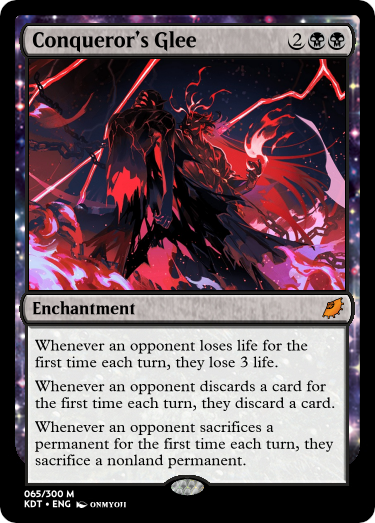 Conqueror's Glee 2
Enchantment
Whenever an opponent loses life for the
first time each turn, they lose 3 life.
Whenever an opponent discards a card for
the first time each turn, they discard a card.
Whenever an opponent sacrifices a
permanent for the first time each turn, they
sacrifice a nonland permanent.
065/300 M
KDT • ENG ONMYOJI